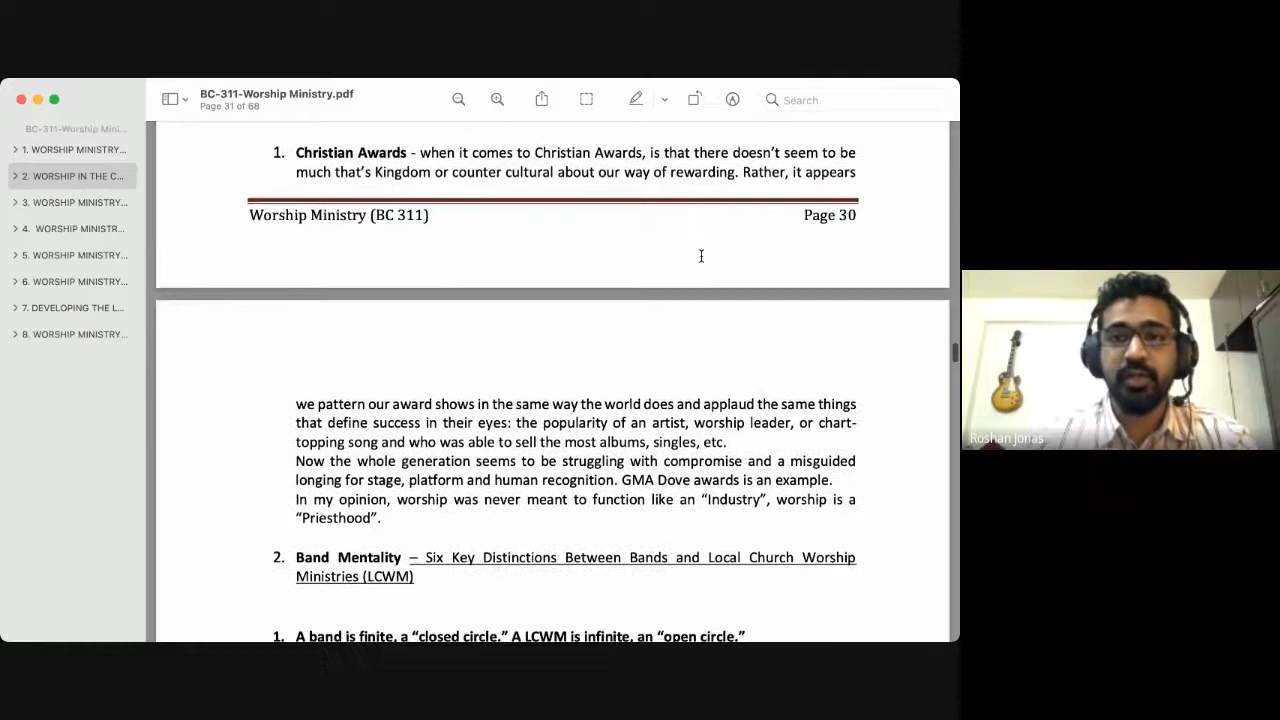 BC-311-Worship Ministry.pdf
Page 31 of 68
Search
BC-311-Worship Mini...
1. WORSHIP MINISTRY...
2. WORSHIP IN THE C...
3. WORSHIP MINISTRY...
4. WORSHIP MINISTR...
5. WORSHIP MINISTRY...
6. WORSHIP MINISTRY...
7. DEVELOPING THE L...
8. WORSHIP MINISTRY...
1. Christian Awards - when it comes to Christian Awards, is that there doesn't seem to be
much that's Kingdom or counter cultural about our way of rewarding. Rather, it appears
Worship Ministry (BC 311) Page 30
we pattern our award shows in the same way the world does and applaud the same things
that define success in their eyes: the popularity of an artist, worship leader, or chart-
topping song and who was able to sell the most albums, singles, etc.
Now the whole generation seems to be struggling with compromise and a misguided
longing for stage, platform and human recognition. GMA Dove awards is an example.
In my opinion, worship was never meant to function like an “Industry”, worship is a
“Priesthood”.
2. Band Mentality – Six Key Distinctions Between Bands and Local Church Worship
Ministries (LCWM)
1. A band is finite, a “closed circle.” A LCWM is infinite, an “open circle.”
Roshan Jonas